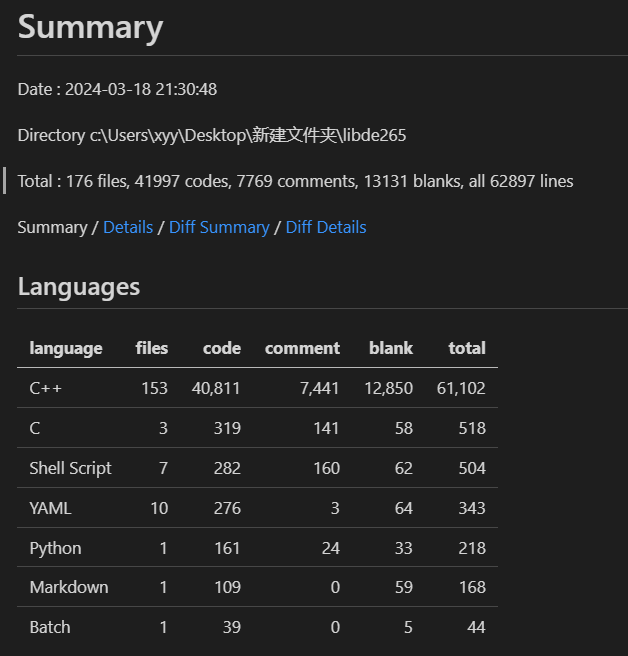 Summary
Date : 2024-03-18 21:30:48
Directory c:\Users\xyy\Desktop\新建文件夹\libde265
Total : 176 files, 41997 codes, 7769 comments, 13131 blanks, all 62897 lines
Summary / Details / Diff Summary / Diff Details
Languages
language files code comment blank total
C++ 153 40,811 7,441 12,850 61,102
C 3 319 141 58 518
Shell Script 7 282 160 62 504
YAML 10 276 3 64 343
Python 1 161 24 33 218
Markdown 1 109 0 59 168
Batch 1 39 0 5 44